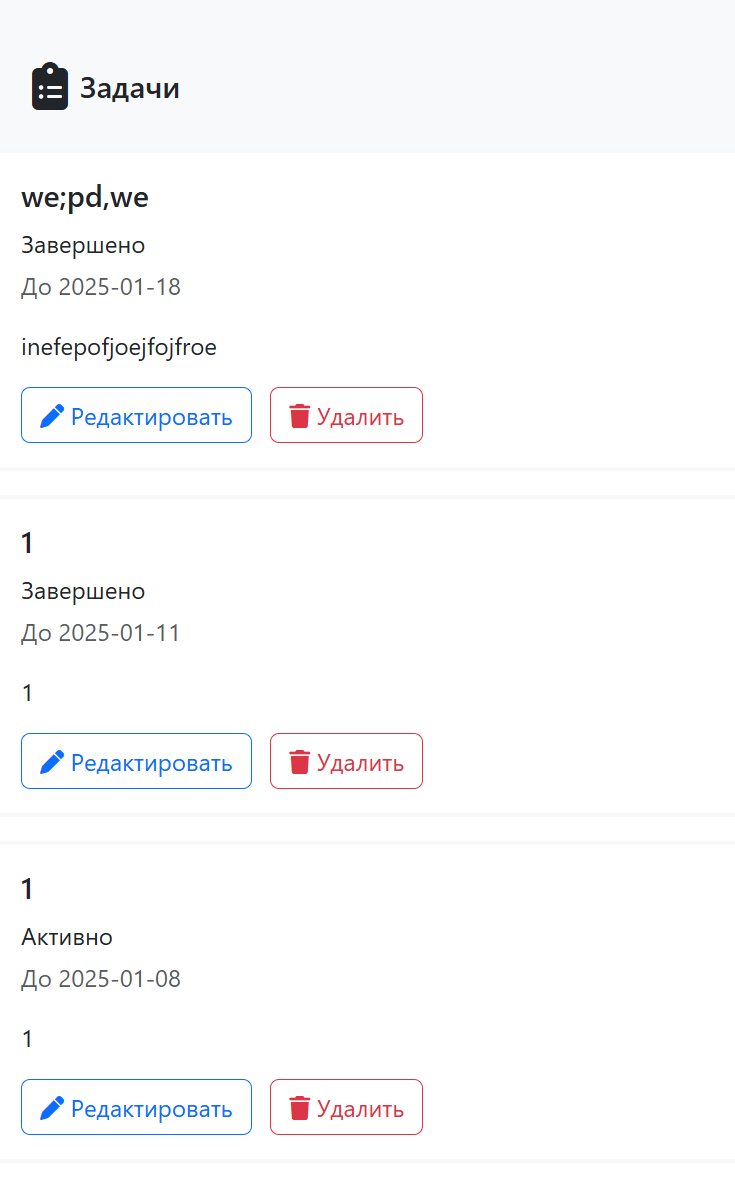 Задачи
we;pd,we
Завершено
До 2025-01-18
inefepofjoejfojfroe
Редактировать Удалить
1
Завершено
До 2025-01-11
1
Редактировать Удалить
1
Активно
До 2025-01-08
1
Редактировать Удалить